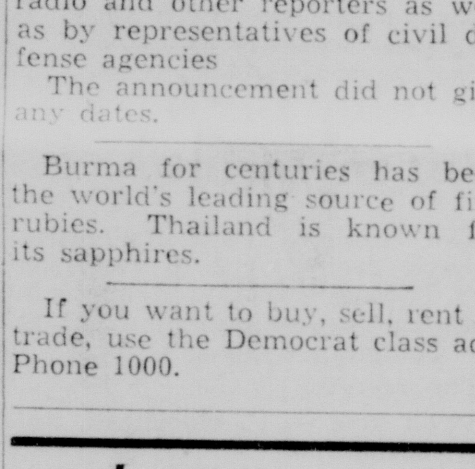 radio and other reporters as w
as by representatives of civil d
fense agencies
The announcement did not gi
any dates.
Burma for centuries has be
the world's leading source of fi
rubies. Thailand is known f
its sapphires.
If you want to buy, sell, rent
trade, use the Democrat class ad
Phone 1000.